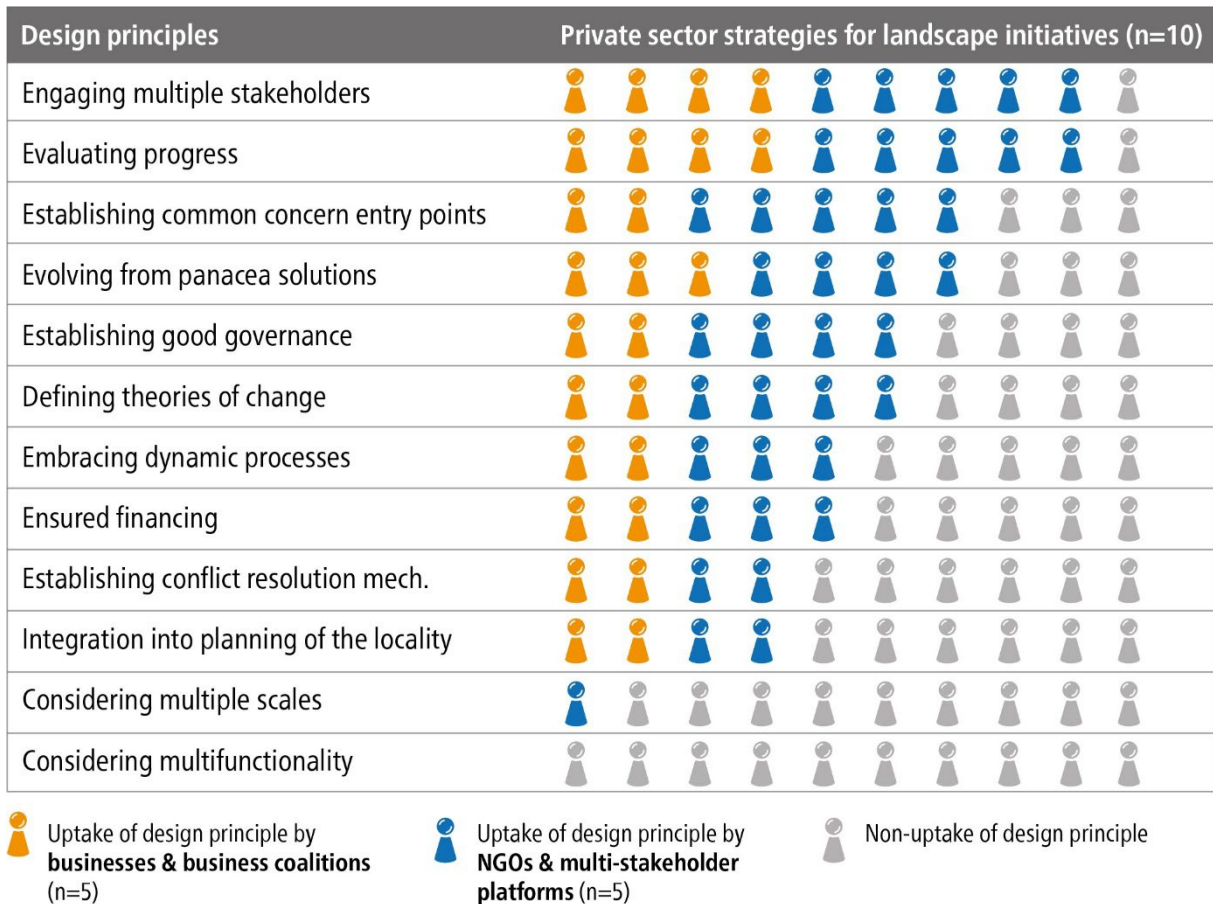 Design principles Private sector strategies for landscape initiatives (n=10)
Engaging multiple stakeholders
Evaluating progress
Establishing common concern entry points
Evolving from panacea solutions
Establishing good governance
Defining theories of change
Embracing dynamic processes
Ensured financing
Establishing conflict resolution mech.
Integration into planning of the locality
Considering multiple scales
Considering multifunctionality
Uptake of design principle by
businesses & business coalitions
(n=5)
Uptake of design principle by
NGOs & multi-stakeholder
platforms (n=5)
Non-uptake of design principle